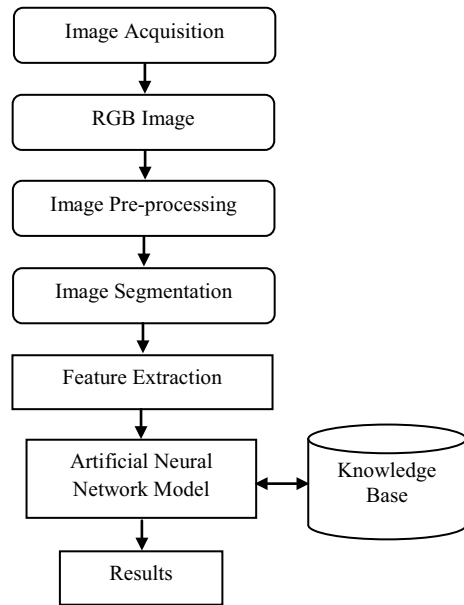 Image Acquisition
RGB Image
Image Pre-processing
Image Segmentation
Feature Extraction
Artificial Neural
Network Model
Knowledge
Base
Results